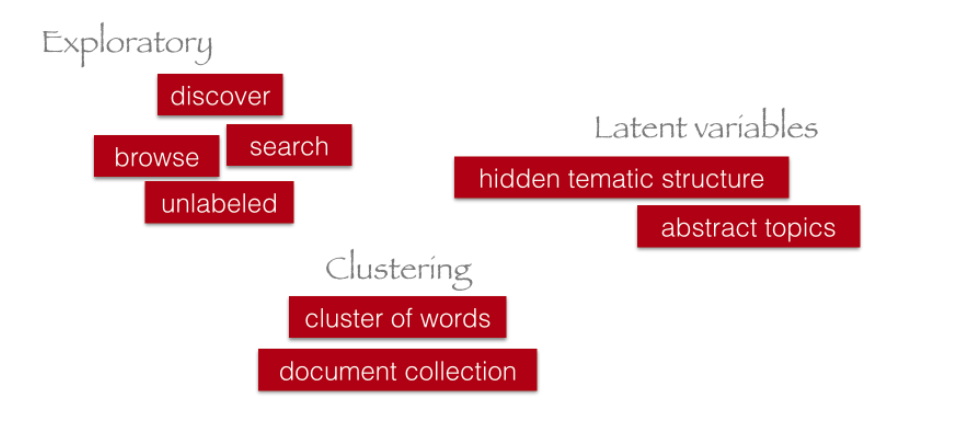 Exploratory
discover
search
browse
unlabeled
Latent variables
hidden tematic structure
abstract topics
Clustering
cluster of words
document collection